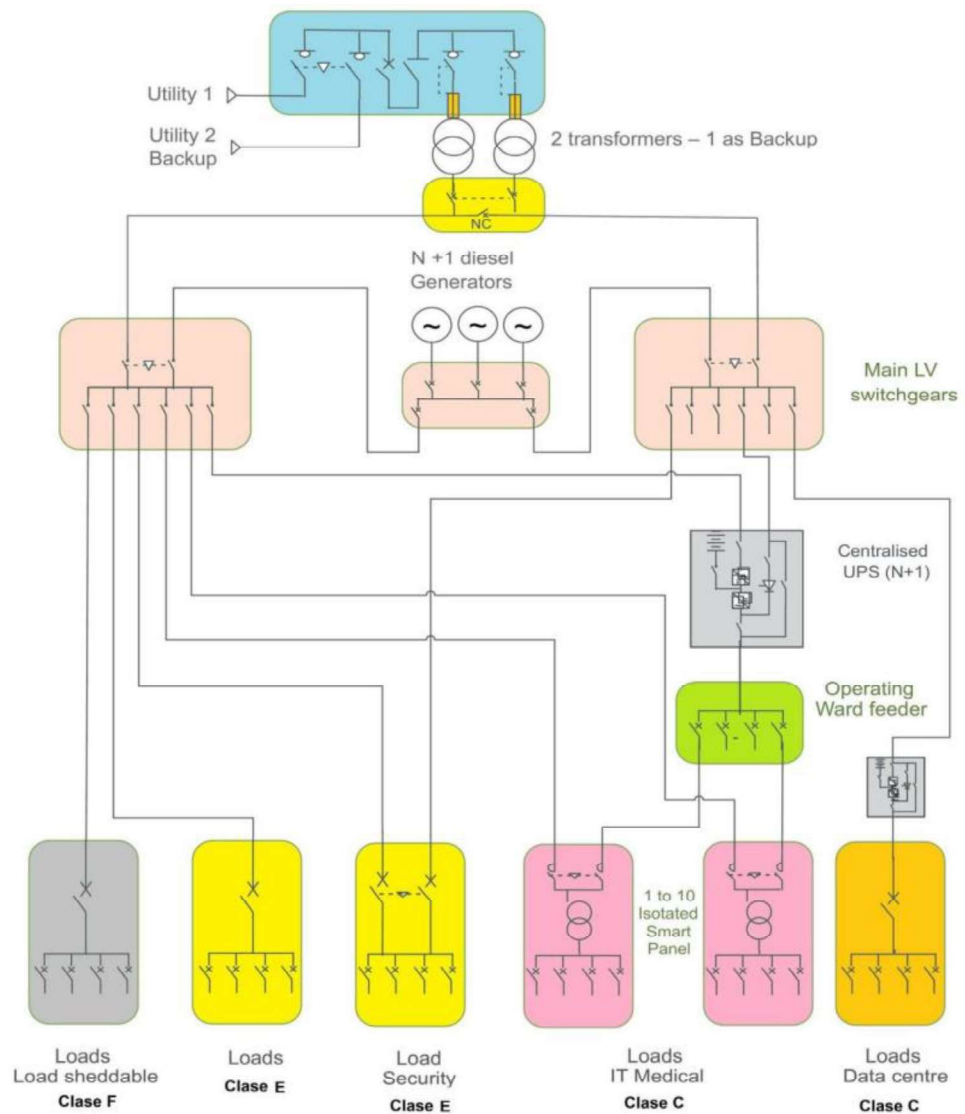 Utility 1
Utility 2
Backup
2 transformers – 1 as Backup
NC
N +1 diesel
Generators
~ ~ ~
Main LV
switchgears
Centralised
UPS (N+1)
Operating
Ward feeder
1 to 10
Isotated
Smart
Panel
Loads
Load sheddable
Clase F
Loads
Clase E
Load
Security
Clase E
Loads
IT Medical
Clase C
Loads
Data centre
Clase C